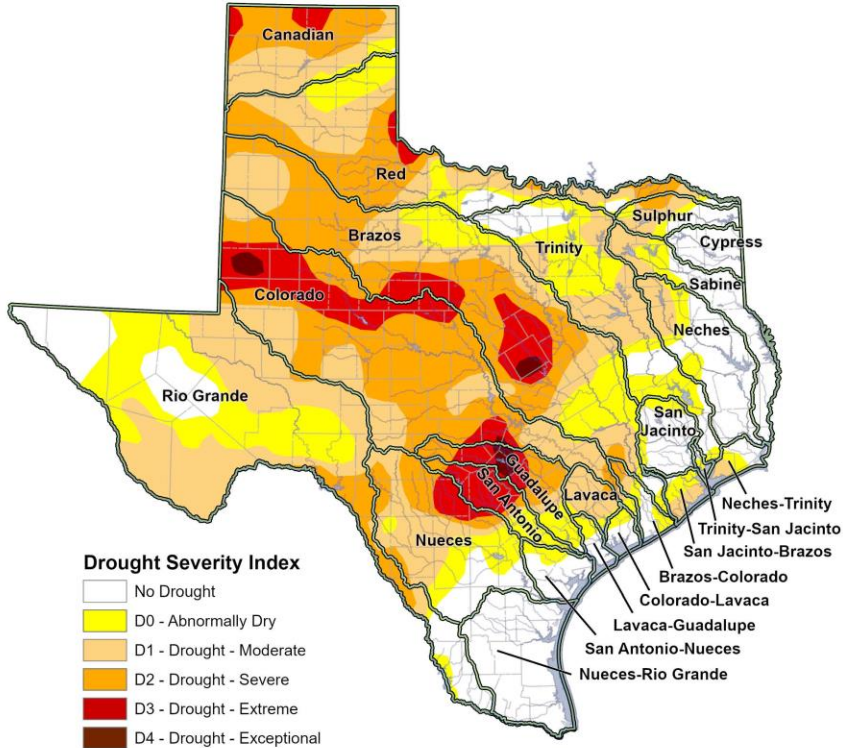 Canadian
Red
Brazos
Sulphur
Cypress
Trinity
Sabine
Colorado
Neches
Rio Grande
San
Jacinto
Guadalupe
San Antonio
Lavaca
Nueces
Neches-Trinity
Trinity-San Jacinto
San Jacinto-Brazos
Brazos-Colorado
Colorado-Lavaca
Lavaca-Guadalupe
San Antonio-Nueces
Nueces-Rio Grande
Drought Severity Index
No Drought
D0 - Abnormally Dry
D1 - Drought - Moderate
D2 - Drought - Severe
D3 - Drought - Extreme
D4 - Drought - Exceptional